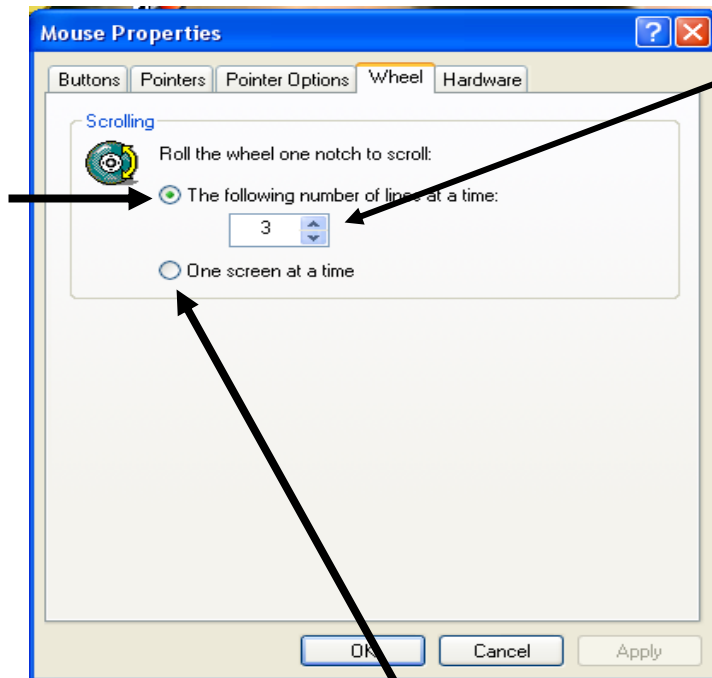 Mouse Properties
Buttons Pointers Pointer Options Wheel Hardware
Scrolling
Roll the wheel one notch to scroll:
The following number of lines at a time:
3
One screen at a time
OK Cancel Apply